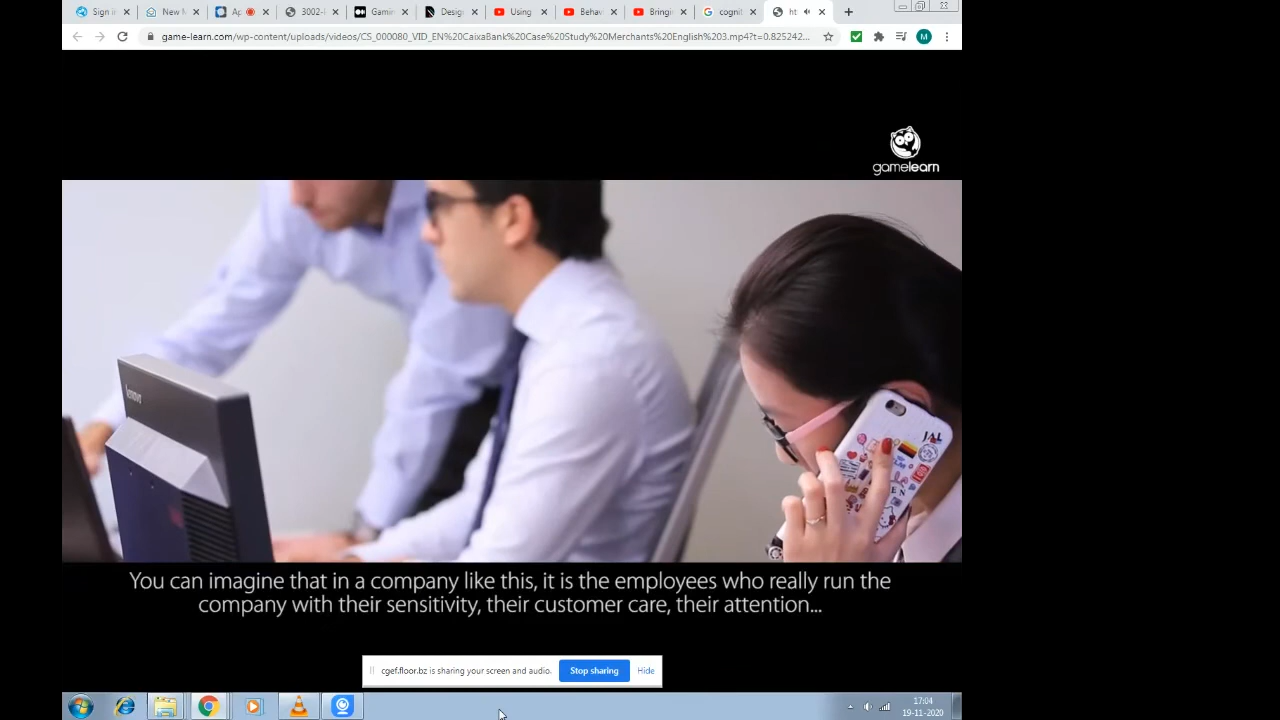 Sign i
New M
Ap
3002-
Gamin
Desig
Using
Behav
Bringi
cognit
ht
game-learn.com/wp-content/uploads/videos/CS_000080_VID_EN%20CaixaBank%20Case%20Study%20Merchants%20English%203.mp4?t=0.825242...
M
gamelearn
lenovo
JAL
You can imagine that in a company like this, it is the employees who really run the
company with their sensitivity, their customer care, their attention...
cgef.floor.bz is sharing your screen and audio.
Stop sharing
Hide
17:04
19-11-2020